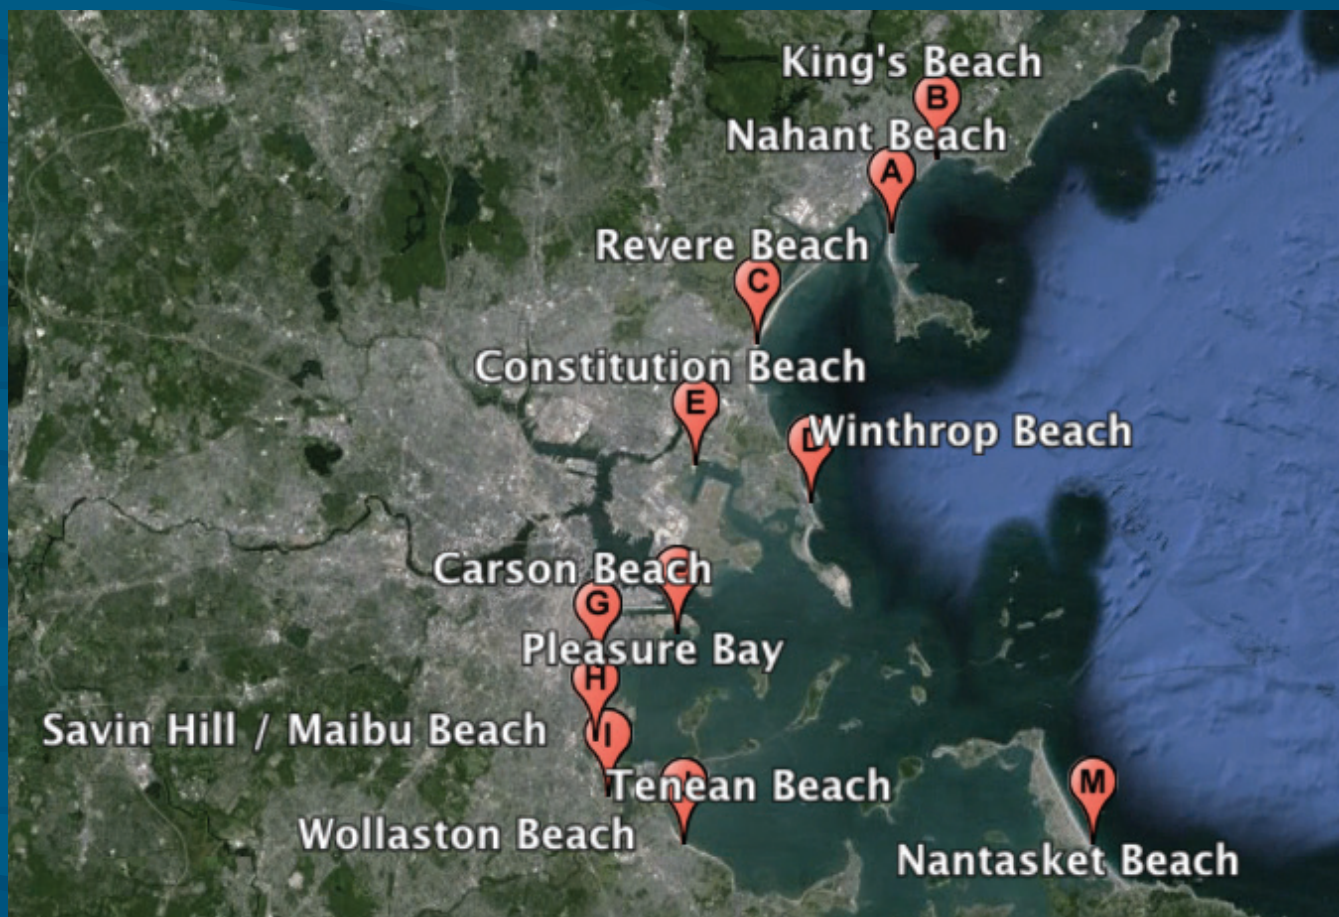 King's Beach
B
Nahant Beach
A
Revere Beach
C
Constitution Beach
E
Winthrop Beach
Carson Beach
G
Pleasure Bay
H
Savin Hill / Maibu Beach
I
Tenean Beach
M
Wollaston Beach
Nantasket Beach